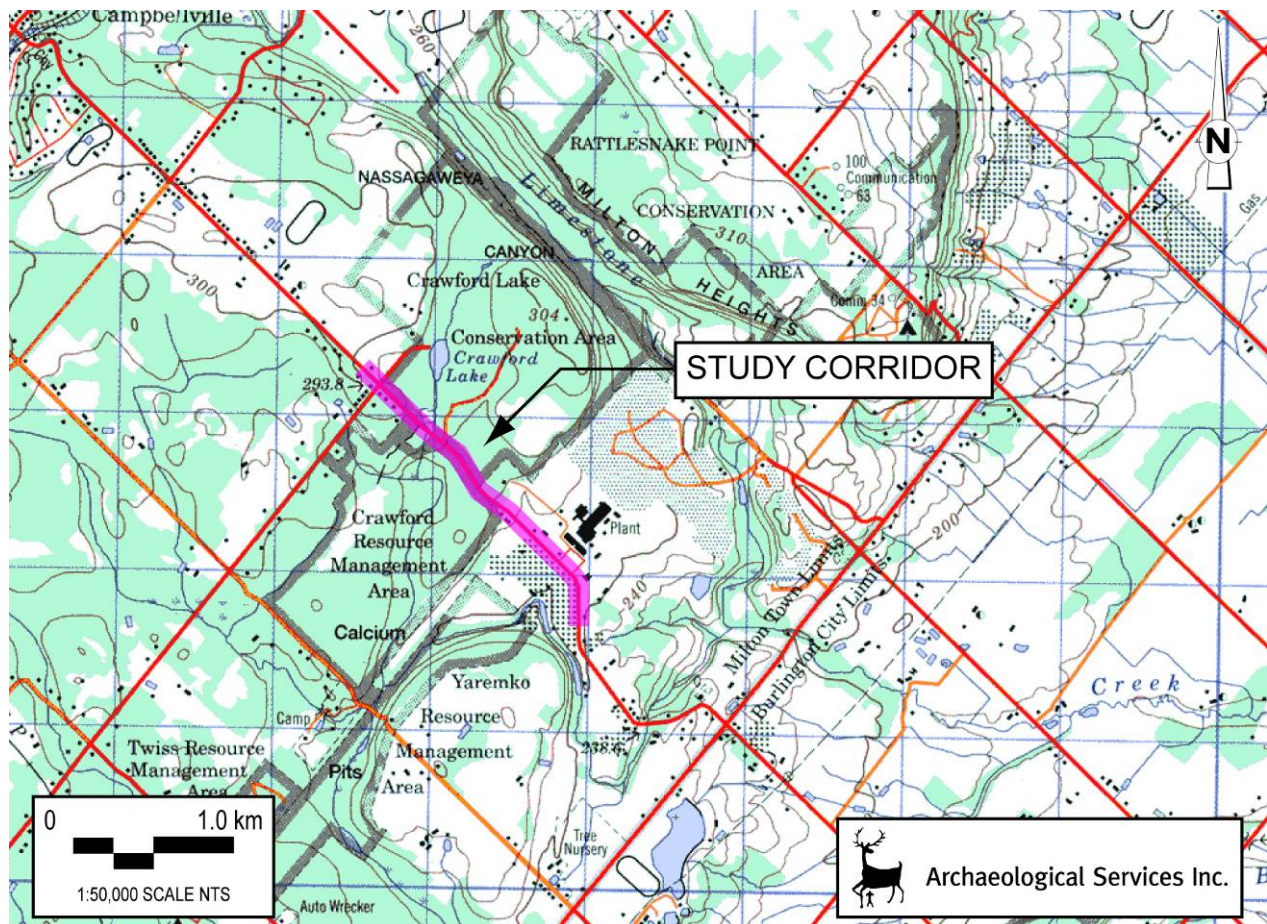 Campbellville
260
RATTLESNAKE POINT
100
Communication
63
NASSAGAWEYA
Limestone
MILTON
CONSERVATION
310
Gas
N
CANYON
AREA
Crawford Lake
HEIGHTS
300
Comm 34
304
Conservation Area
Crawford
Lake
STUDY CORRIDOR
293.8
Plant
200
Crawford
Resource
Management
Area
240
Milton Town Limits
Burlington City Limits
Calcium
Yaremko
Creek
Camp
Resource
238.6
Twiss Resource
Management
Area
Management
Pits
Area
0 1.0 km
1:50,000 SCALE NTS
Tree
Nursery
Auto Wrecker
Archaeological Services Inc.
B